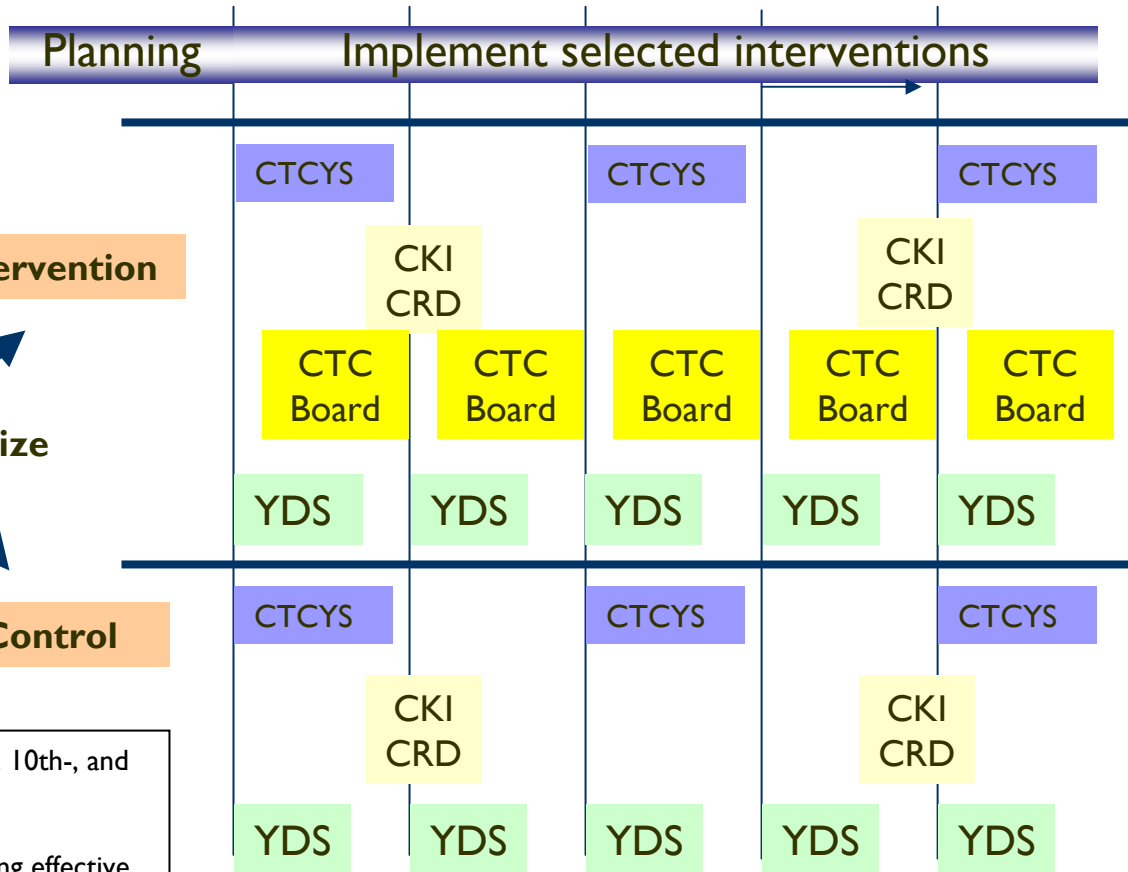 Planning Implement selected interventions
CTCYS CTCYS CTCYS
ervention
CKI CKI
CRD CRD
CTC CTC CTC CTC CTC
Board Board Board Board Board
ize
YDS YDS YDS YDS YDS
CTCYS CTCYS CTCYS
Control
CKI CKI
CRD CRD
10th-, and
YDS YDS YDS YDS YDS
ng effective